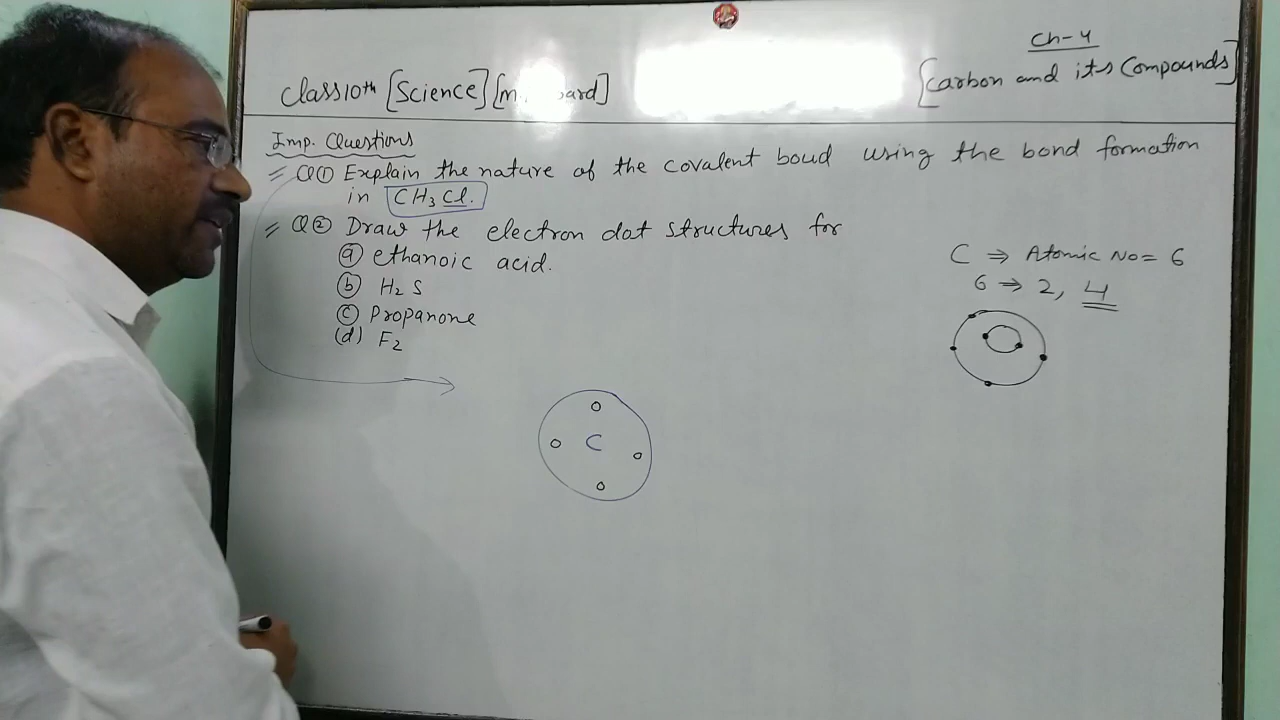 Ch-4
Class 10th [Science]
[Carbon and its Compounds]
Imp. Questions
Q① Explain the nature of the covalent boud using the bond formation
in CH₃Cl.
Q② Draw the electron dot structures for
ⓐ ethanoic acid.
ⓑ H₂S
ⓒ Propanone
(d) F₂
C ⇒ Atomic No = 6
6 → 2, 4
C